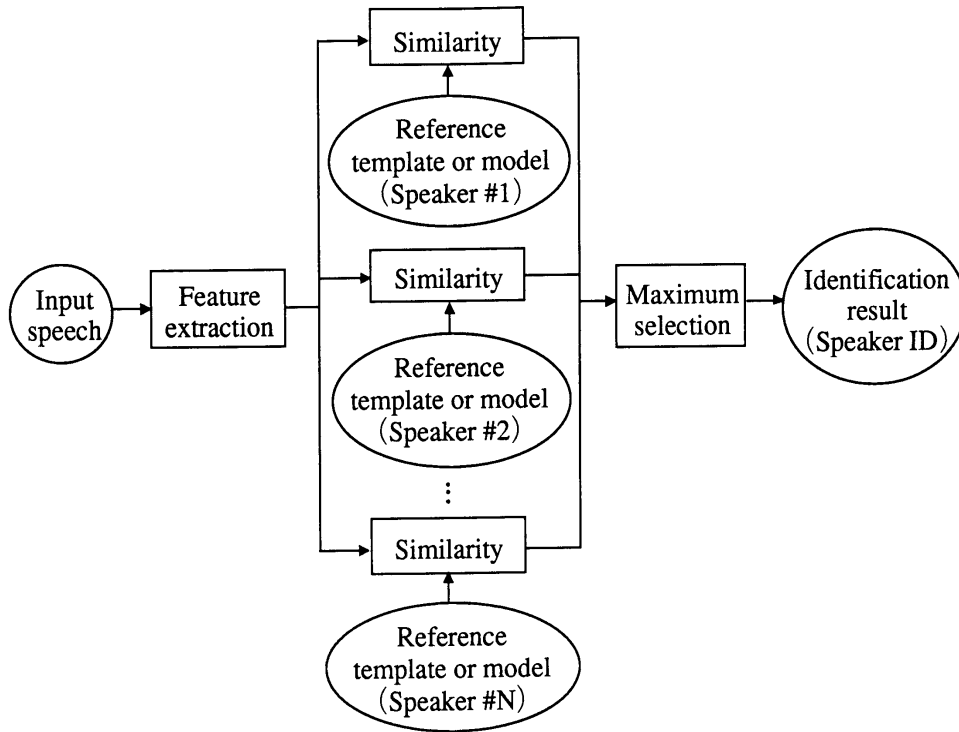 Similarity
Reference
template or model
(Speaker #1)
Input
speech
Feature
extraction
Similarity
Reference
template or model
(Speaker #2)
Maximum
selection
Identification
result
(Speaker ID)
⋮
Similarity
Reference
template or model
(Speaker #N)